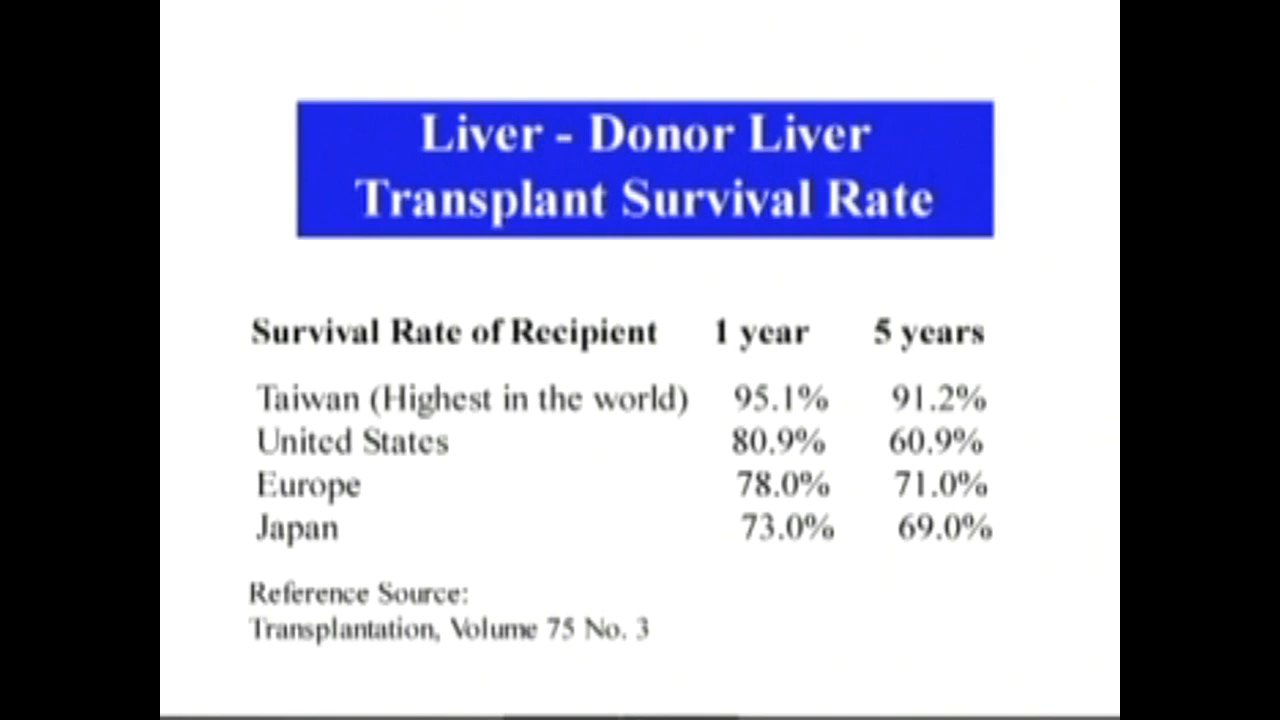 Liver - Donor Liver
Transplant Survival Rate
Survival Rate of Recipient 1 year 5 years
Taiwan (Highest in the world) 95.1% 91.2%
United States 80.9% 60.9%
Europe 78.0% 71.0%
Japan 73.0% 69.0%
Reference Source:
Transplantation, Volume 75 No. 3